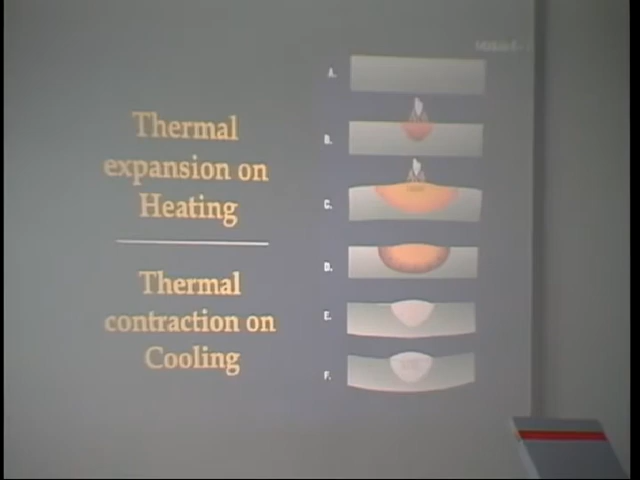 Thermal
expansion on
Heating
Thermal
contraction on
Cooling
A.
B.
C.
D.
E.
F.